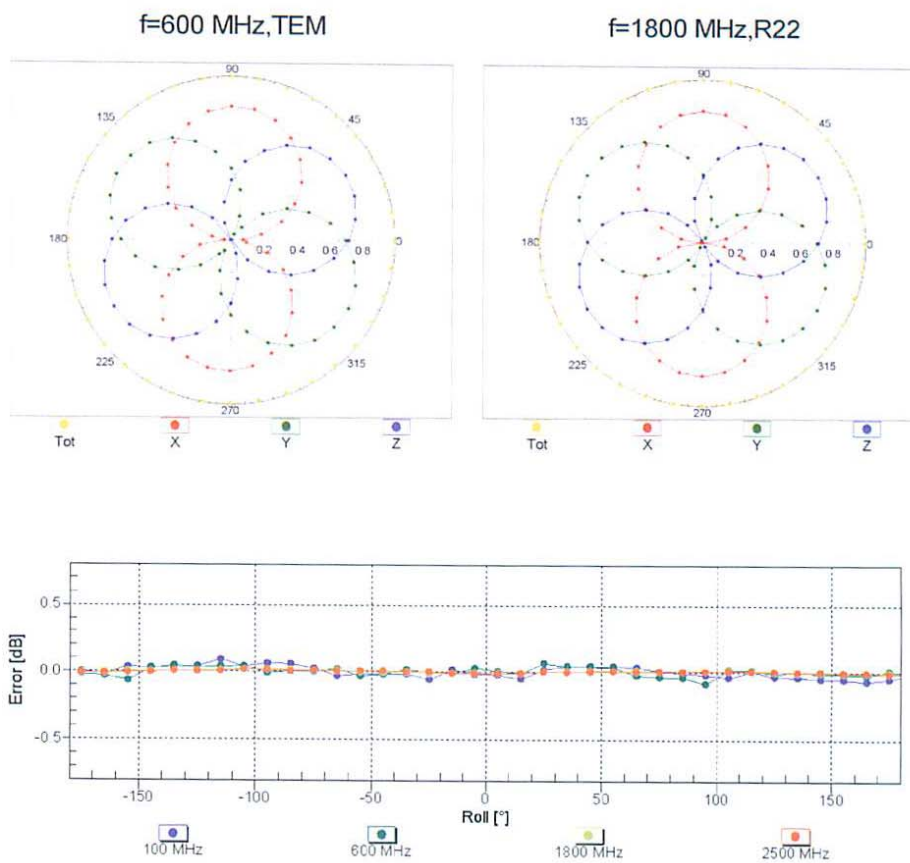 f=600 MHz,TEM
90
135
45
180
0.2 0.4 0.6 0.8
0
225
315
270
Tot X Y Z
f=1800 MHz,R22
90
135
45
180
0.2 0.4 0.6 0.8
0
225
315
270
Tot X Y Z
Error [dB]
0.5
0.0
-0.5
-150 -100 -50 0 50 100 150
Roll [°]
100 MHz 600 MHz 1800 MHz 2500 MHz